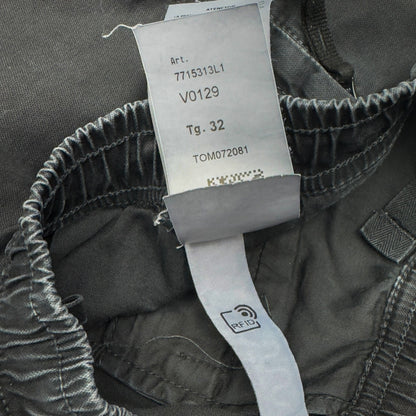 Art.
7715313L1
V0129
Tg. 32
TOM072081
RFID